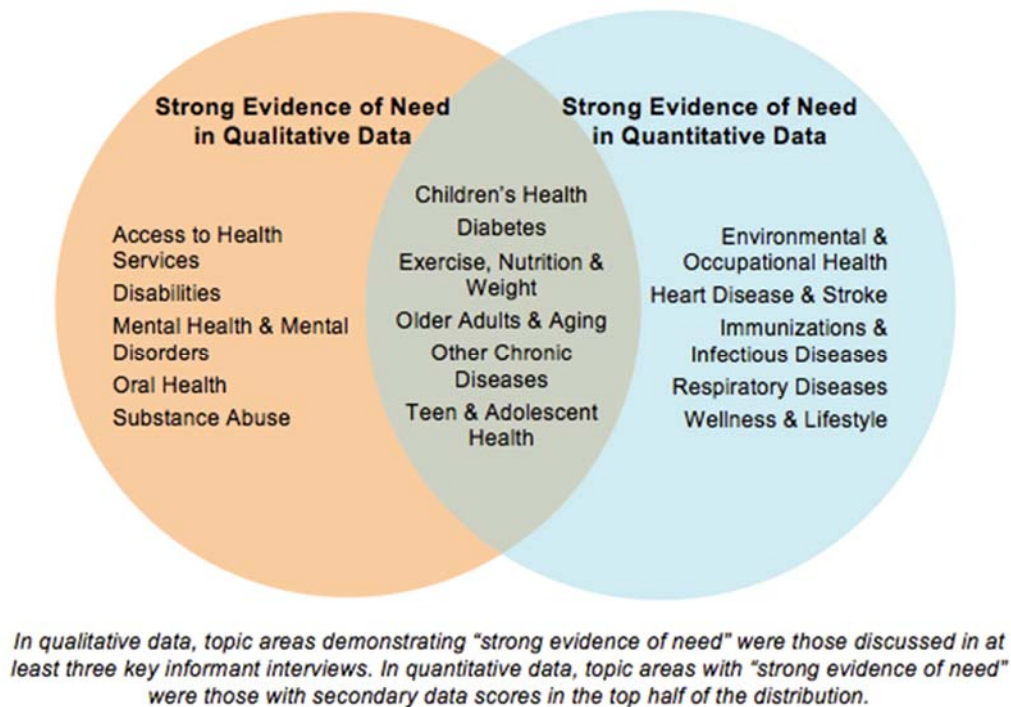 Strong Evidence of Need
in Qualitative Data
Access to Health
Services
Disabilities
Mental Health & Mental
Disorders
Oral Health
Substance Abuse
Children's Health
Diabetes
Exercise, Nutrition &
Weight
Older Adults & Aging
Other Chronic
Diseases
Teen & Adolescent
Health
Strong Evidence of Need
in Quantitative Data
Environmental &
Occupational Health
Heart Disease & Stroke
Immunizations &
Infectious Diseases
Respiratory Diseases
Wellness & Lifestyle
In qualitative data, topic areas demonstrating “strong evidence of need” were those discussed in at
least three key informant interviews. In quantitative data, topic areas with “strong evidence of need”
were those with secondary data scores in the top half of the distribution.